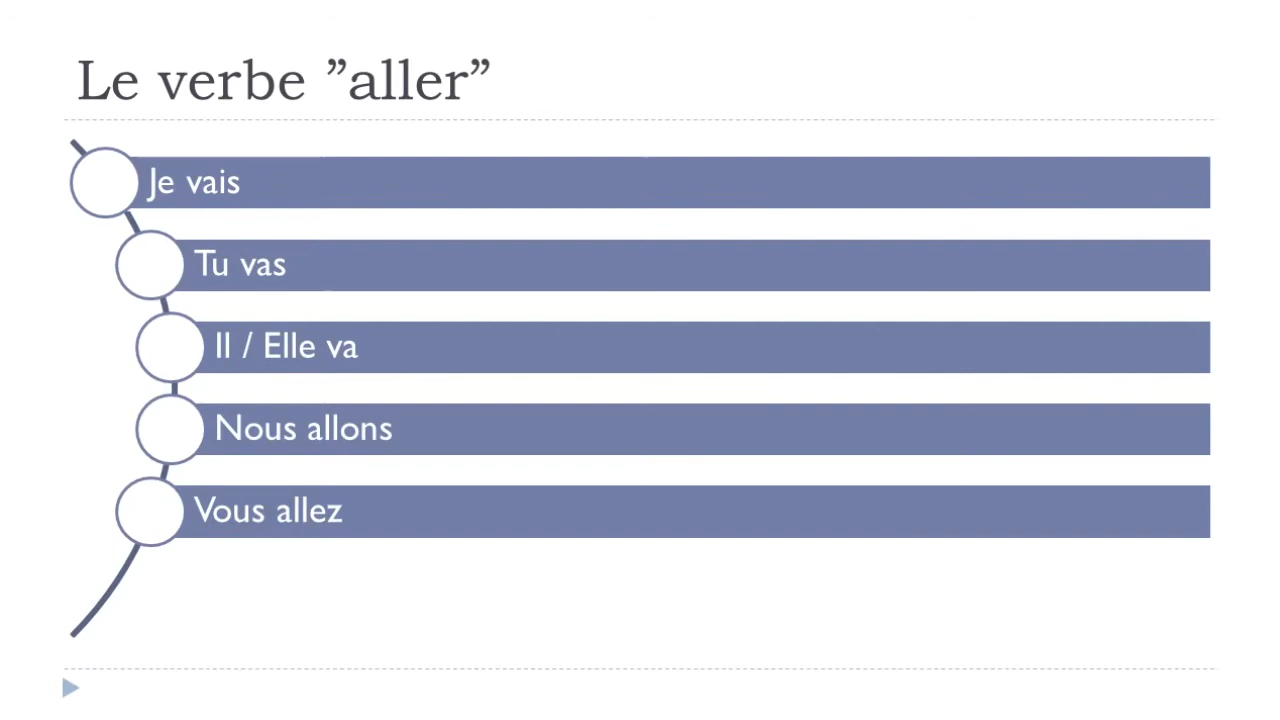 Le verbe ”aller”
Je vais
Tu vas
Il / Elle va
Nous allons
Vous allez